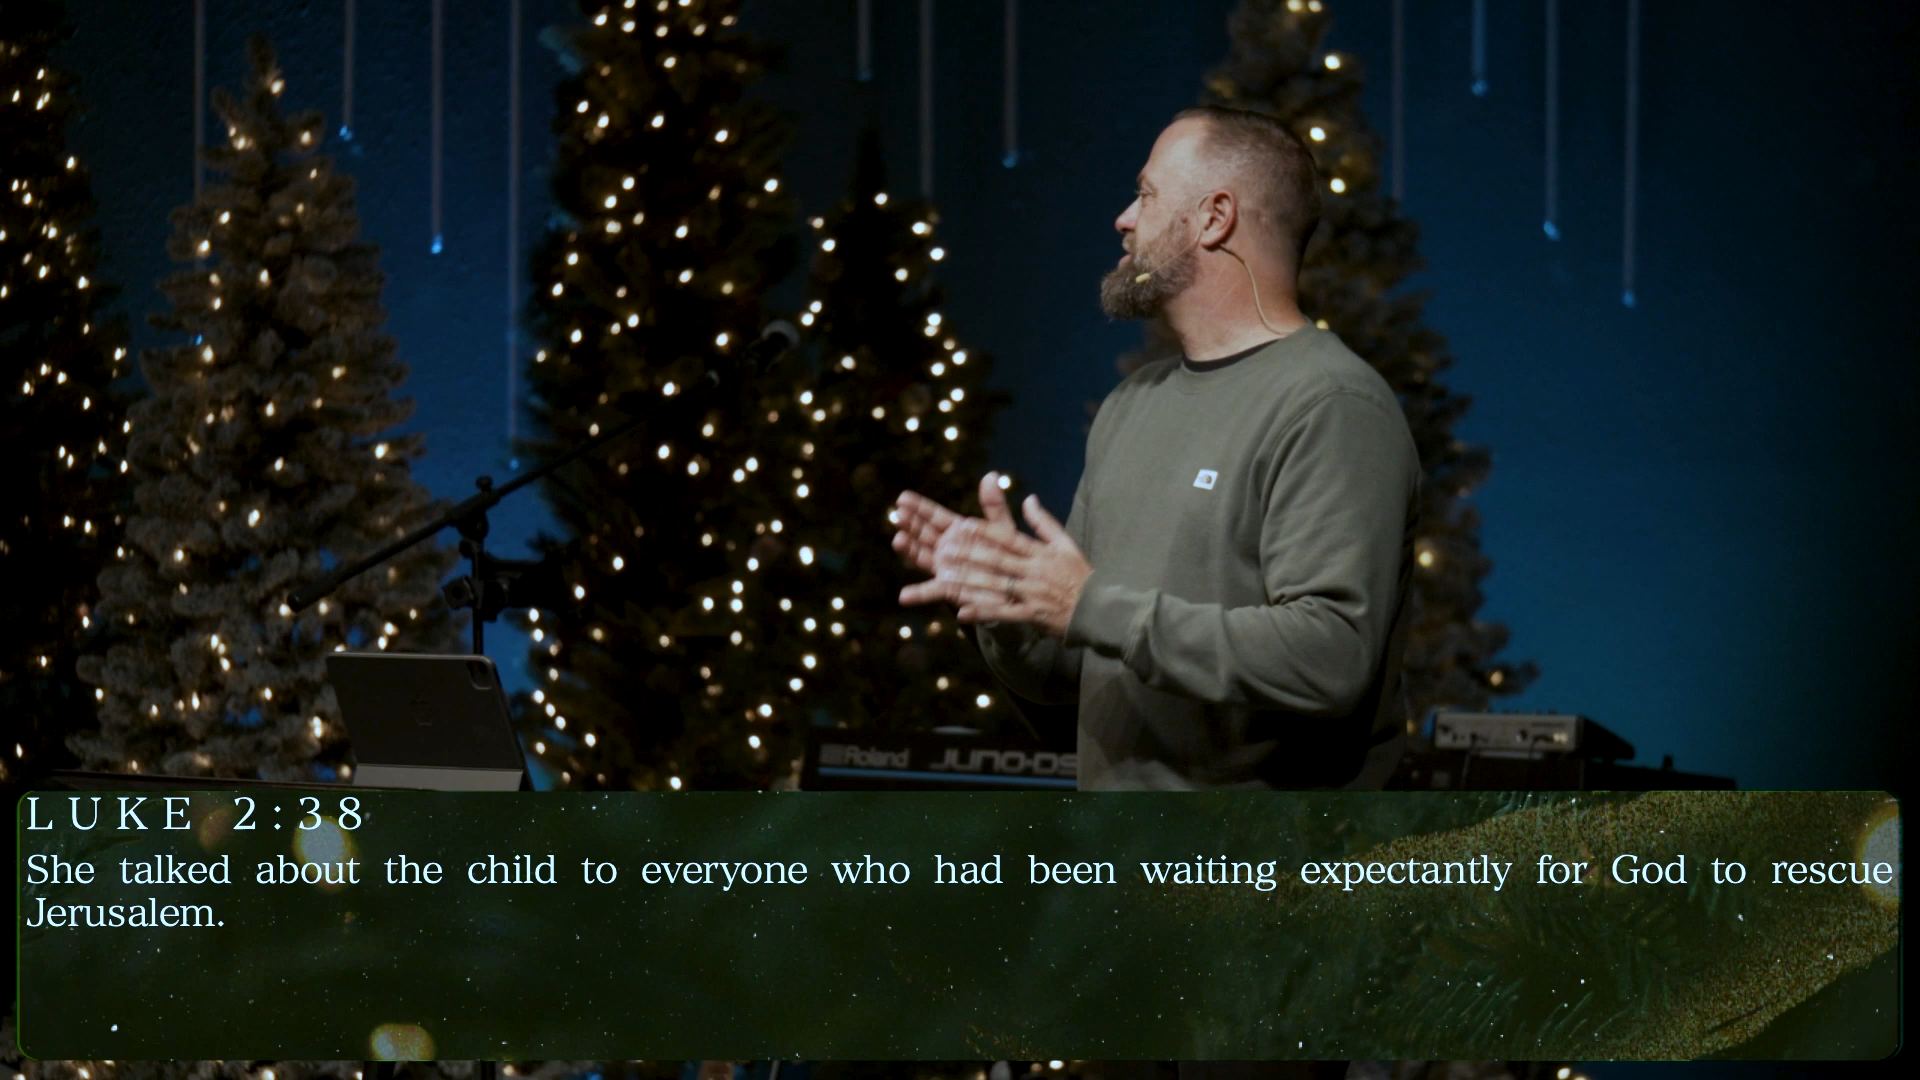 Roland JUNO-DS
LUKE 2:38
She talked about the child to everyone who had been waiting expectantly for God to rescue
Jerusalem.